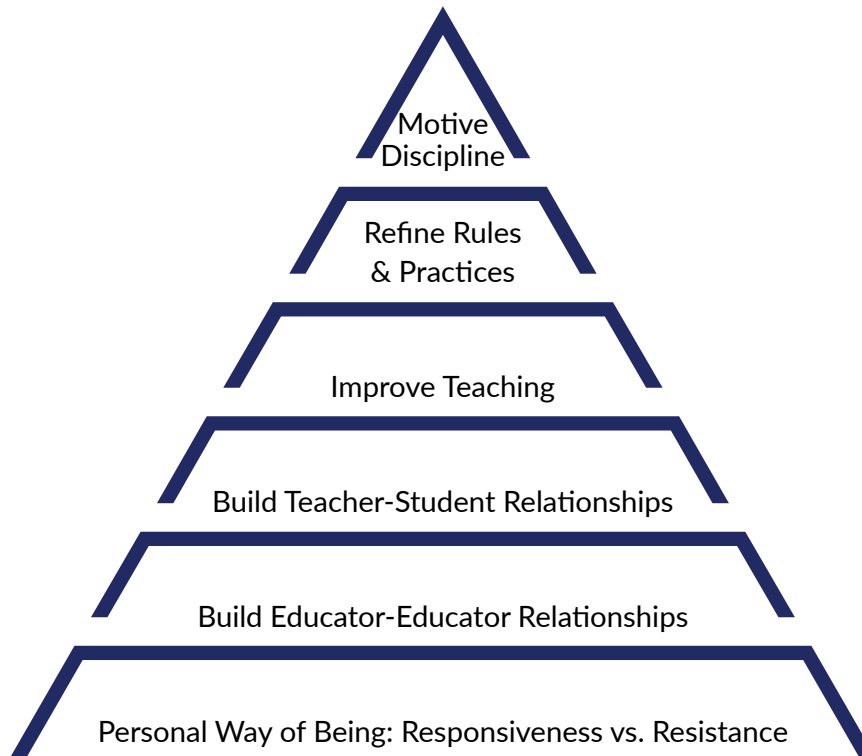 Motive
Discipline
Refine Rules
& Practices
Improve Teaching
Build Teacher-Student Relationships
Build Educator-Educator Relationships
Personal Way of Being: Responsiveness vs. Resistance